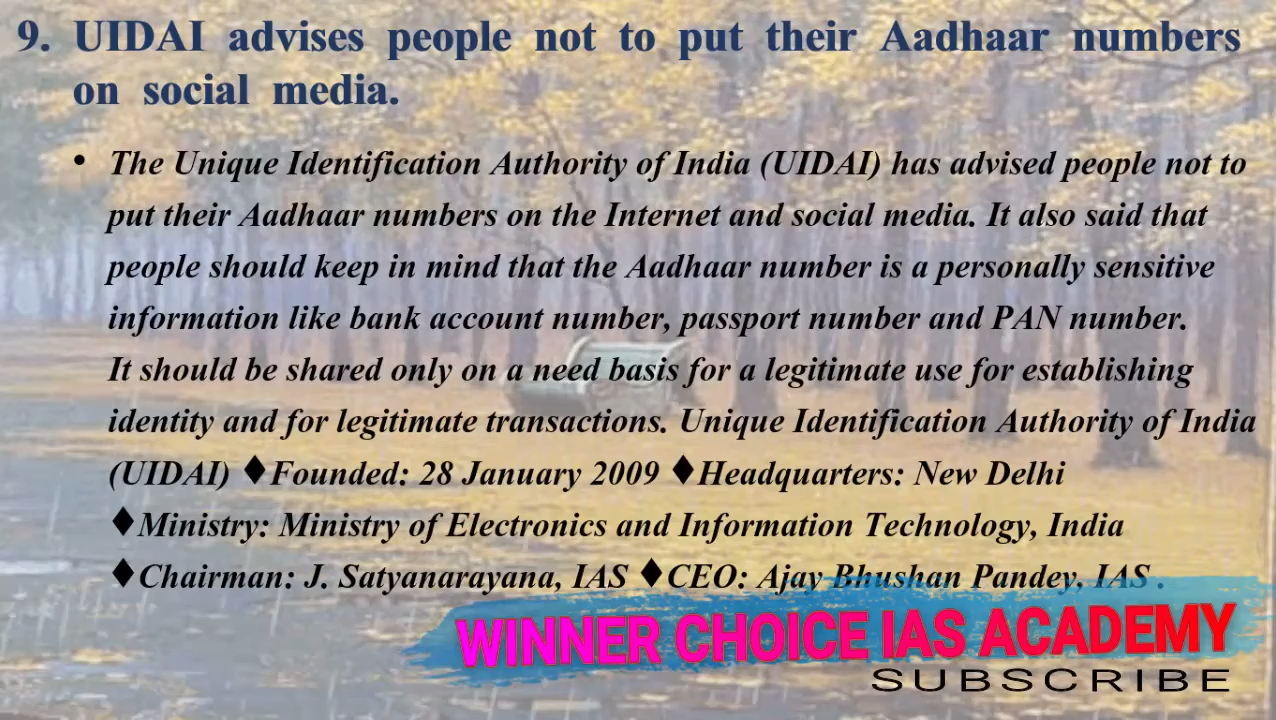 9. UIDAI advises people not to put their Aadhaar numbers
on social media.
• The Unique Identification Authority of India (UIDAI) has advised people not to
put their Aadhaar numbers on the Internet and social media. It also said that
people should keep in mind that the Aadhaar number is a personally sensitive
information like bank account number, passport number and PAN number.
It should be shared only on a need basis for a legitimate use for establishing
identity and for legitimate transactions. Unique Identification Authority of India
(UIDAI) ♦Founded: 28 January 2009 ♦Headquarters: New Delhi
♦Ministry: Ministry of Electronics and Information Technology, India
♦Chairman: J. Satyanarayana, IAS ♦CEO: Ajay Bhushan Pandey, IAS .
WINNER CHOICE IAS ACADEMY
SUBSCRIBE